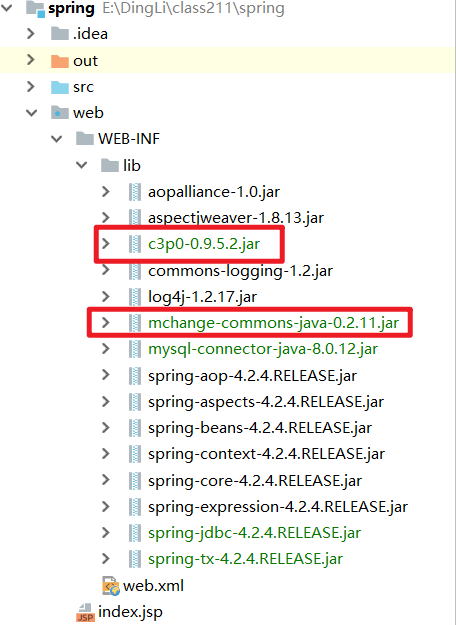 spring E:\DingLi\class211\spring
.idea
out
src
web
WEB-INF
lib
aopalliance-1.0.jar
aspectjweaver-1.8.13.jar
c3p0-0.9.5.2.jar
commons-logging-1.2.jar
log4j-1.2.17.jar
mchange-commons-java-0.2.11.jar
mysql-connector-java-8.0.12.jar
spring-aop-4.2.4.RELEASE.jar
spring-aspects-4.2.4.RELEASE.jar
spring-beans-4.2.4.RELEASE.jar
spring-context-4.2.4.RELEASE.jar
spring-core-4.2.4.RELEASE.jar
spring-expression-4.2.4.RELEASE.jar
spring-jdbc-4.2.4.RELEASE.jar
spring-tx-4.2.4.RELEASE.jar
web.xml
JSP index.jsp